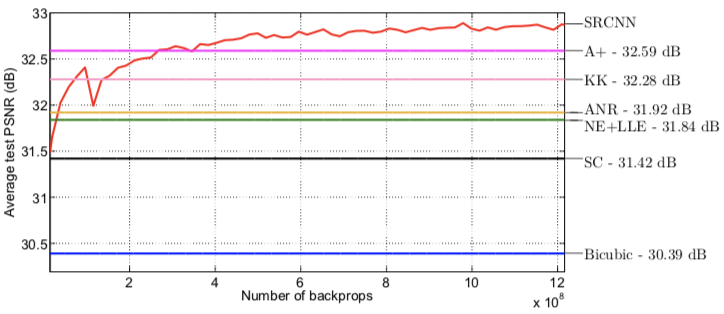 33
32.5
32
31.5
31
30.5
Average test PSNR (dB)
SRCNN
A+ - 32.59 dB
KK - 32.28 dB
ANR - 31.92 dB
NE+LLE - 31.84 dB
SC - 31.42 dB
Bicubic - 30.39 dB
2 4 6 8 10 12
Number of backprops
x 10⁸